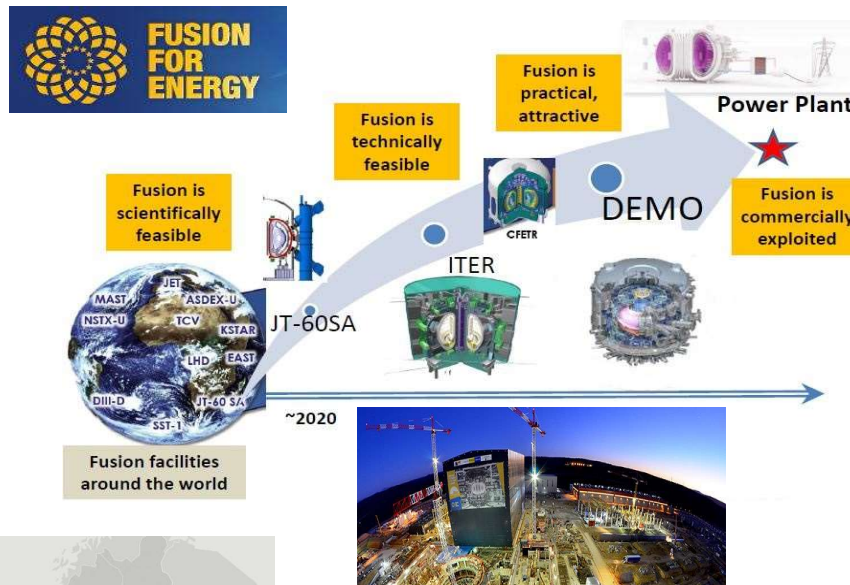 FUSION
FOR
ENERGY
Fusion is
practical,
attractive
Power Plant
Fusion is
technically
feasible
Fusion is
scientifically
feasible
CFETR
DEMO
Fusion is
commercially
exploited
ITER
JT-60SA
JET
MAST
ASDEX-U
NSTX-U
TCV
KSTAR
LHD
EAST
DIII-D
JT-60 SA
SST-1
~2020
Fusion facilities
around the world